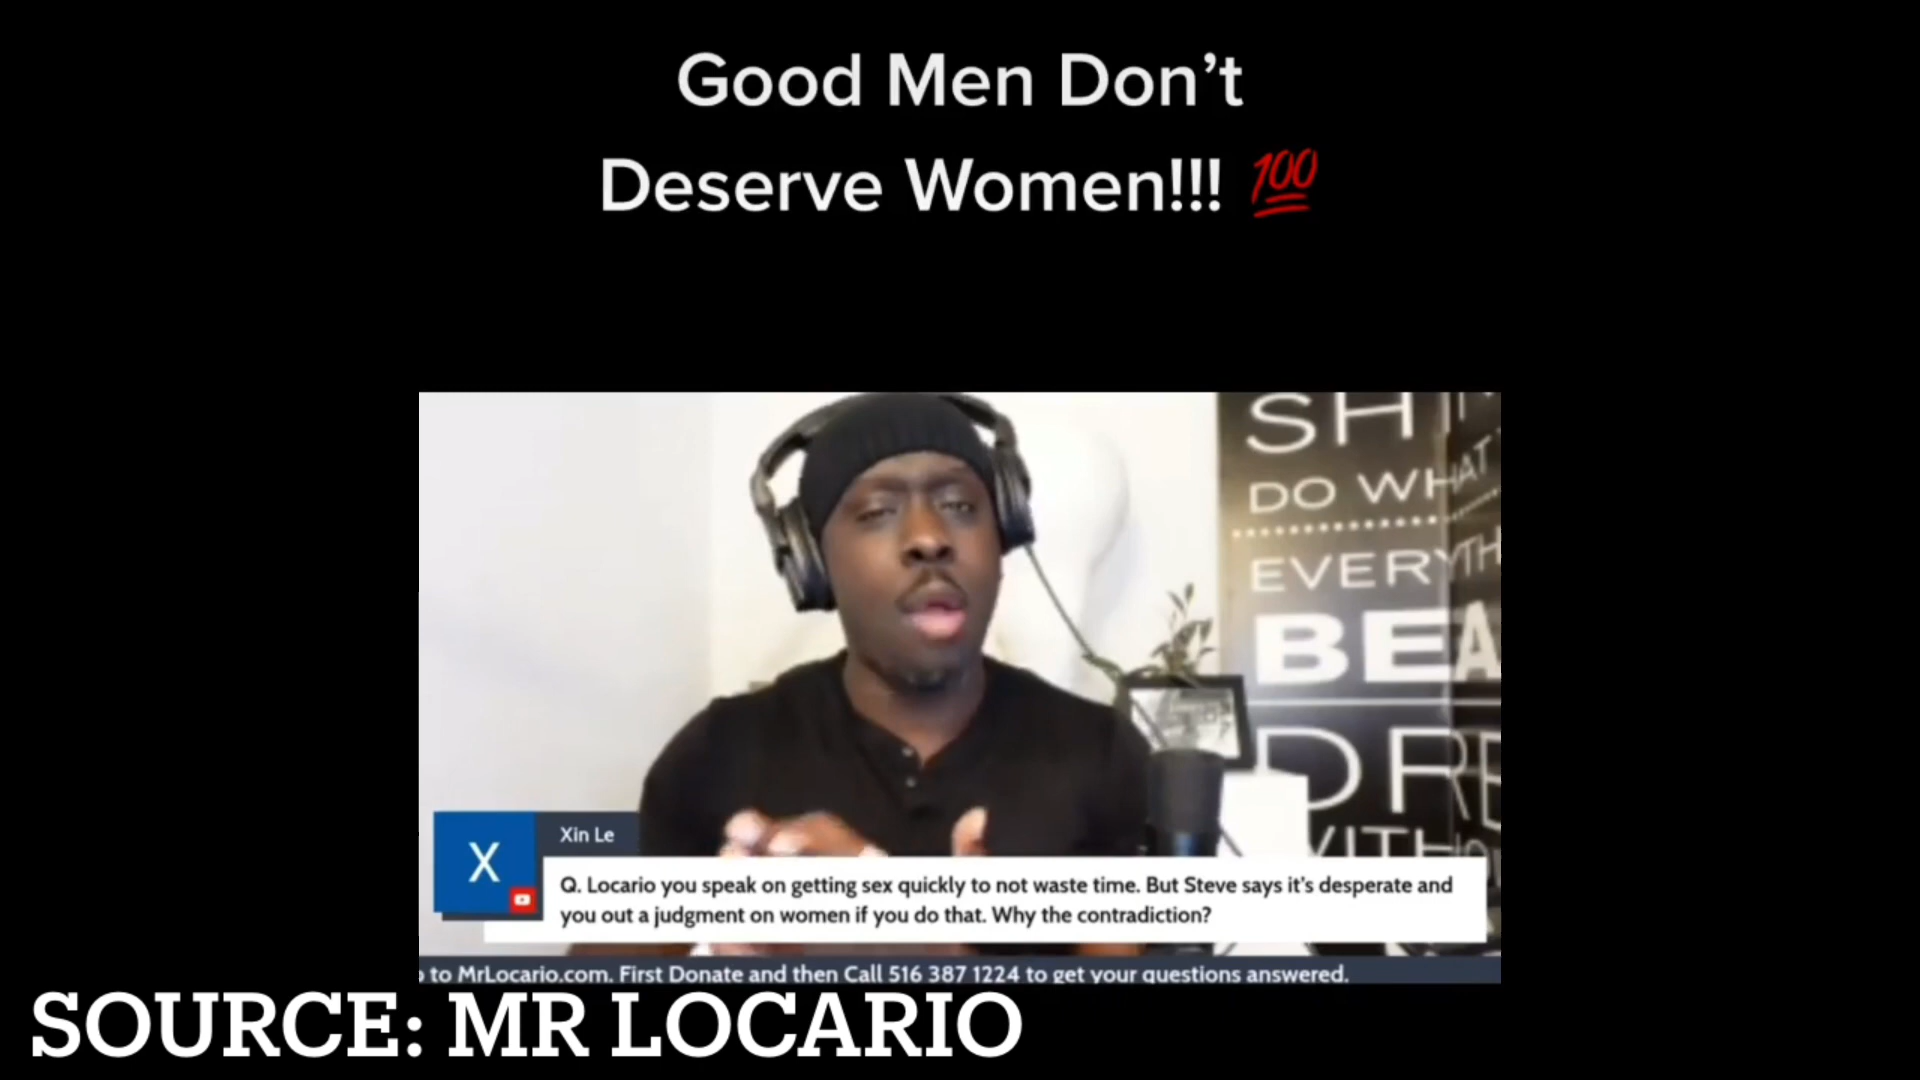 Good Men Don’t
Deserve Women!!! 💯
SHIN
DO WHAT
EVERYTH
BEA
DRE
WITHO
X
Xin Le
Q. Locario you speak on getting sex quickly to not waste time. But Steve says it’s desperate and
you out a judgment on women if you do that. Why the contradiction?
to MrLocario.com. First Donate and then Call 516 387 1224 to get your questions answered.
SOURCE: MR LOCARIO